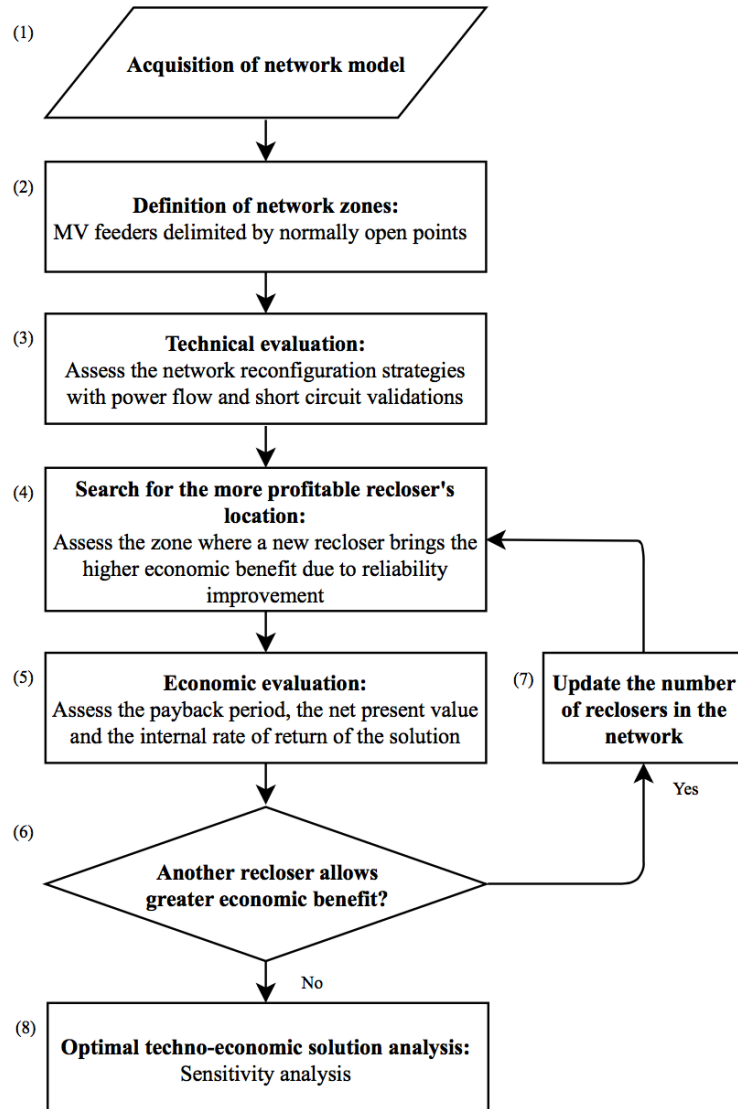 (1)
Acquisition of network model
(2)
Definition of network zones:
MV feeders delimited by normally open points
(3)
Technical evaluation:
Assess the network reconfiguration strategies
with power flow and short circuit validations
(4)
Search for the more profitable recloser's
location:
Assess the zone where a new recloser brings the
higher economic benefit due to reliability
improvement
(5)
Economic evaluation:
Assess the payback period, the net present value
and the internal rate of return of the solution
(7)
Update the number
of reclosers in the
network
Yes
(6)
Another recloser allows
greater economic benefit?
No
(8)
Optimal techno-economic solution analysis:
Sensitivity analysis